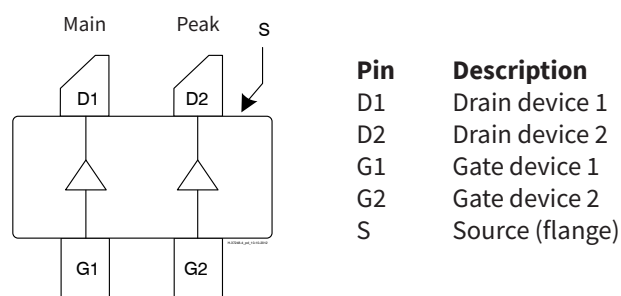 Main Peak S
D1 D2
G1 G2
Pin Description
D1 Drain device 1
D2 Drain device 2
G1 Gate device 1
G2 Gate device 2
S Source (flange)